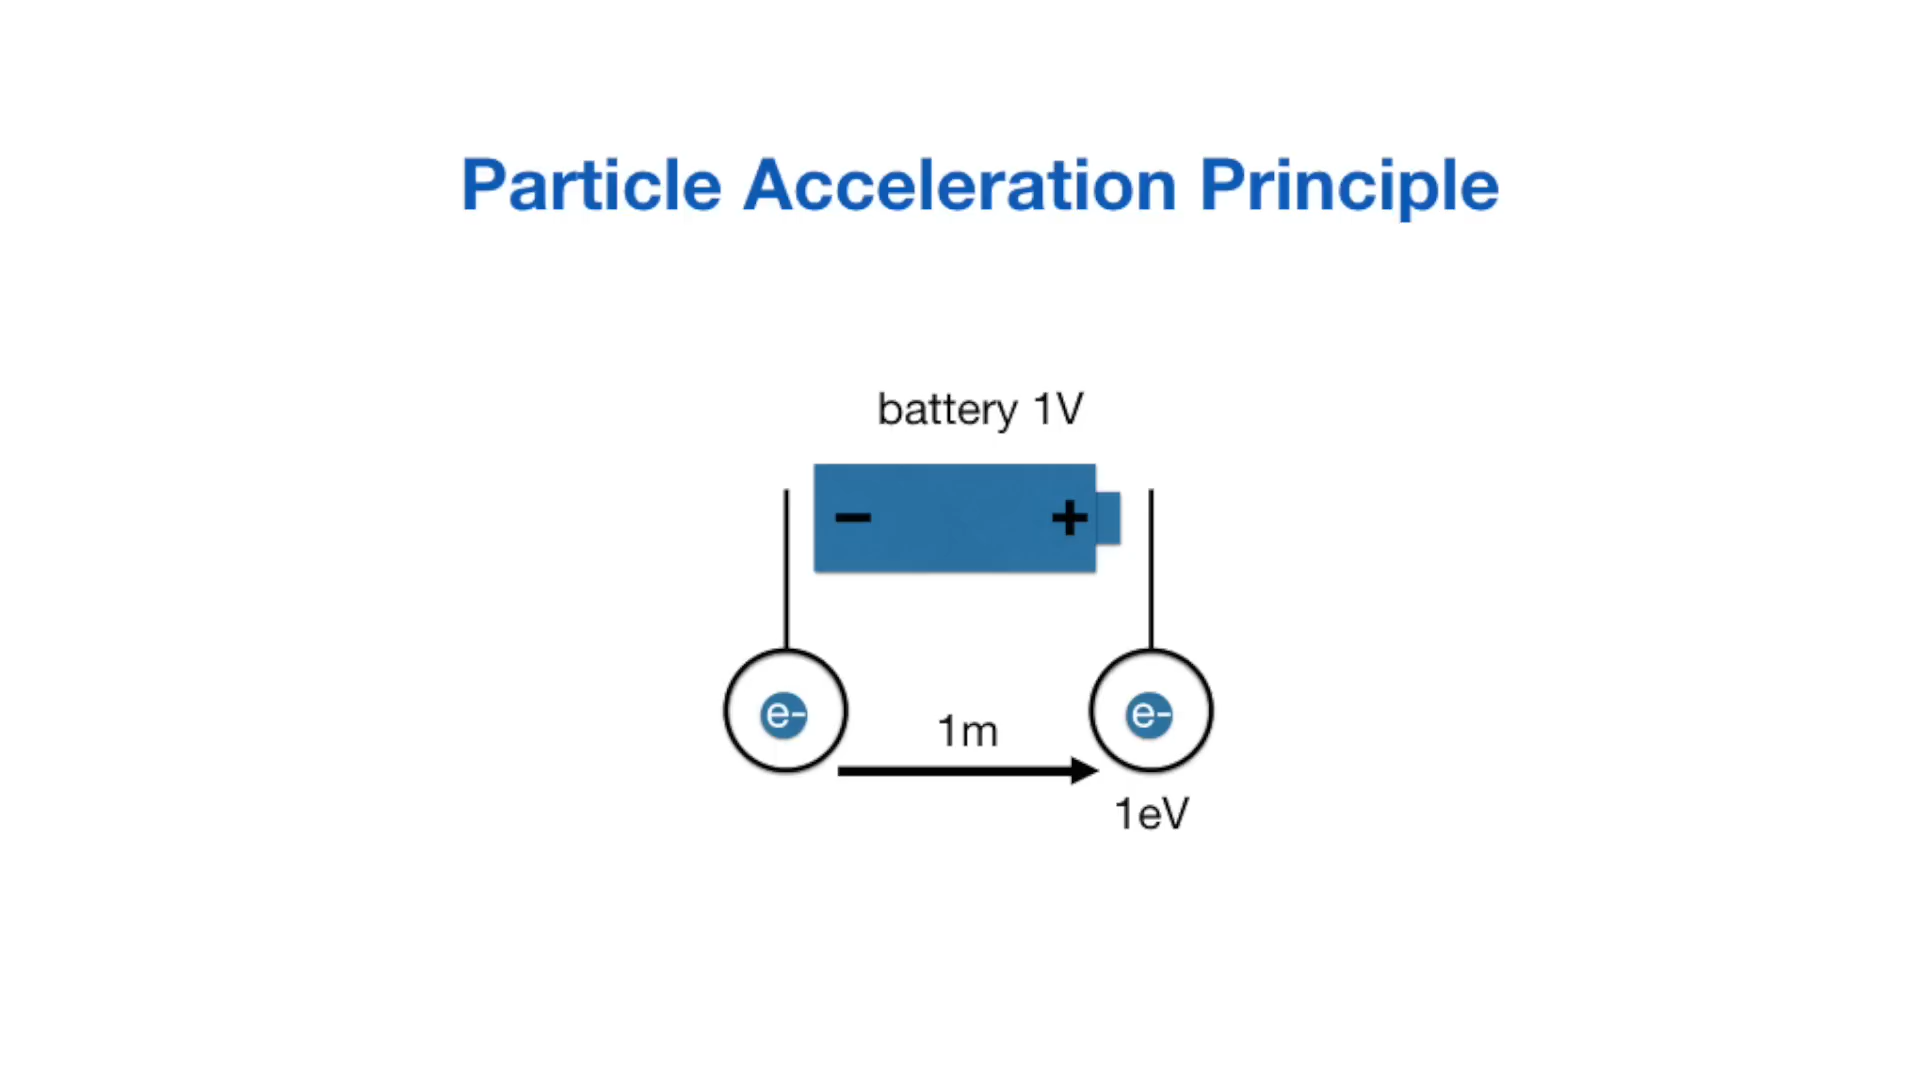 Particle Acceleration Principle
battery 1V
− +
e- e-
1m
1eV